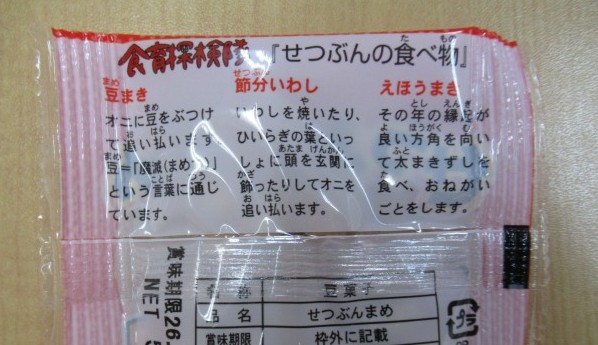 食育探検隊『せつぶんの食べ物』
豆まき
オニに豆をぶつけ
て追い払います。
豆=「魔滅(まめつ)」
という言葉に通じ
ています。
節分いわし
いわしを焼いたり、
ひいらぎの葉といっ
しょに頭を玄関に
飾ったりしてオニを
追い払います。
えほうまき
その年の縁起が
良い方角を向い
て太まきずしを
食べ、おねがい
ごとをします。
賞味期限26.
NET 5
名称 豆菓子
品名 せつぶんまめ
賞味期限 枠外に記載
プラ